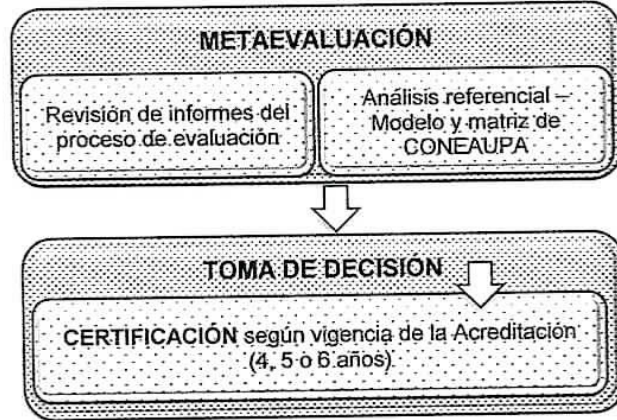 METAEVALUACIÓN
Revisión de informes del
proceso de evaluación
Análisis referencial –
Modelo y matriz de
CONEAUPA
TOMA DE DECISIÓN
CERTIFICACIÓN según vigencia de la Acreditación
(4, 5 o 6 años)